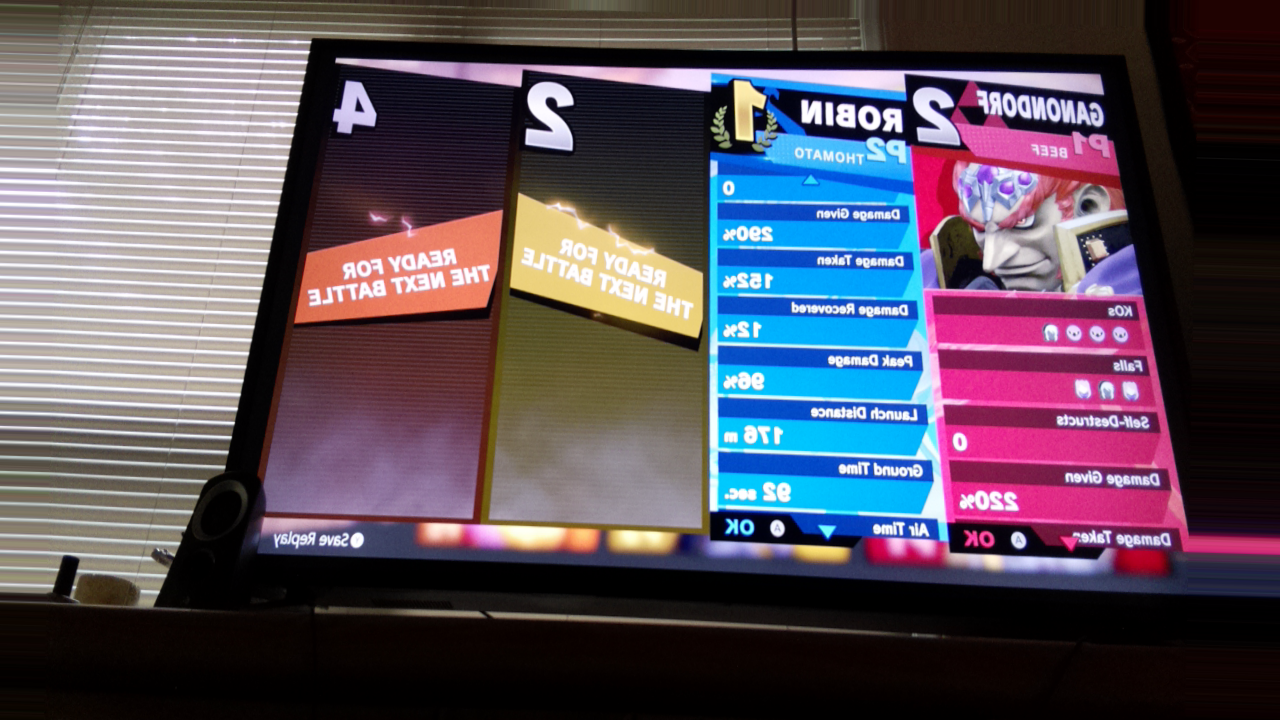 GANONDORF
2
P1 BEEF
KOs
Falls
Self-Destructs
0
Damage Given
220%
Damage Taken
A OK
ROBIN
1
P2 THOMATO
0
Damage Given
290%
Damage Taken
152%
Damage Recovered
12%
Peak Damage
96%
Launch Distance
176 m
Ground Time
92 sec.
Air Time
A OK
2
READY FOR
THE NEXT BATTLE
4
READY FOR
THE NEXT BATTLE
Save Replay